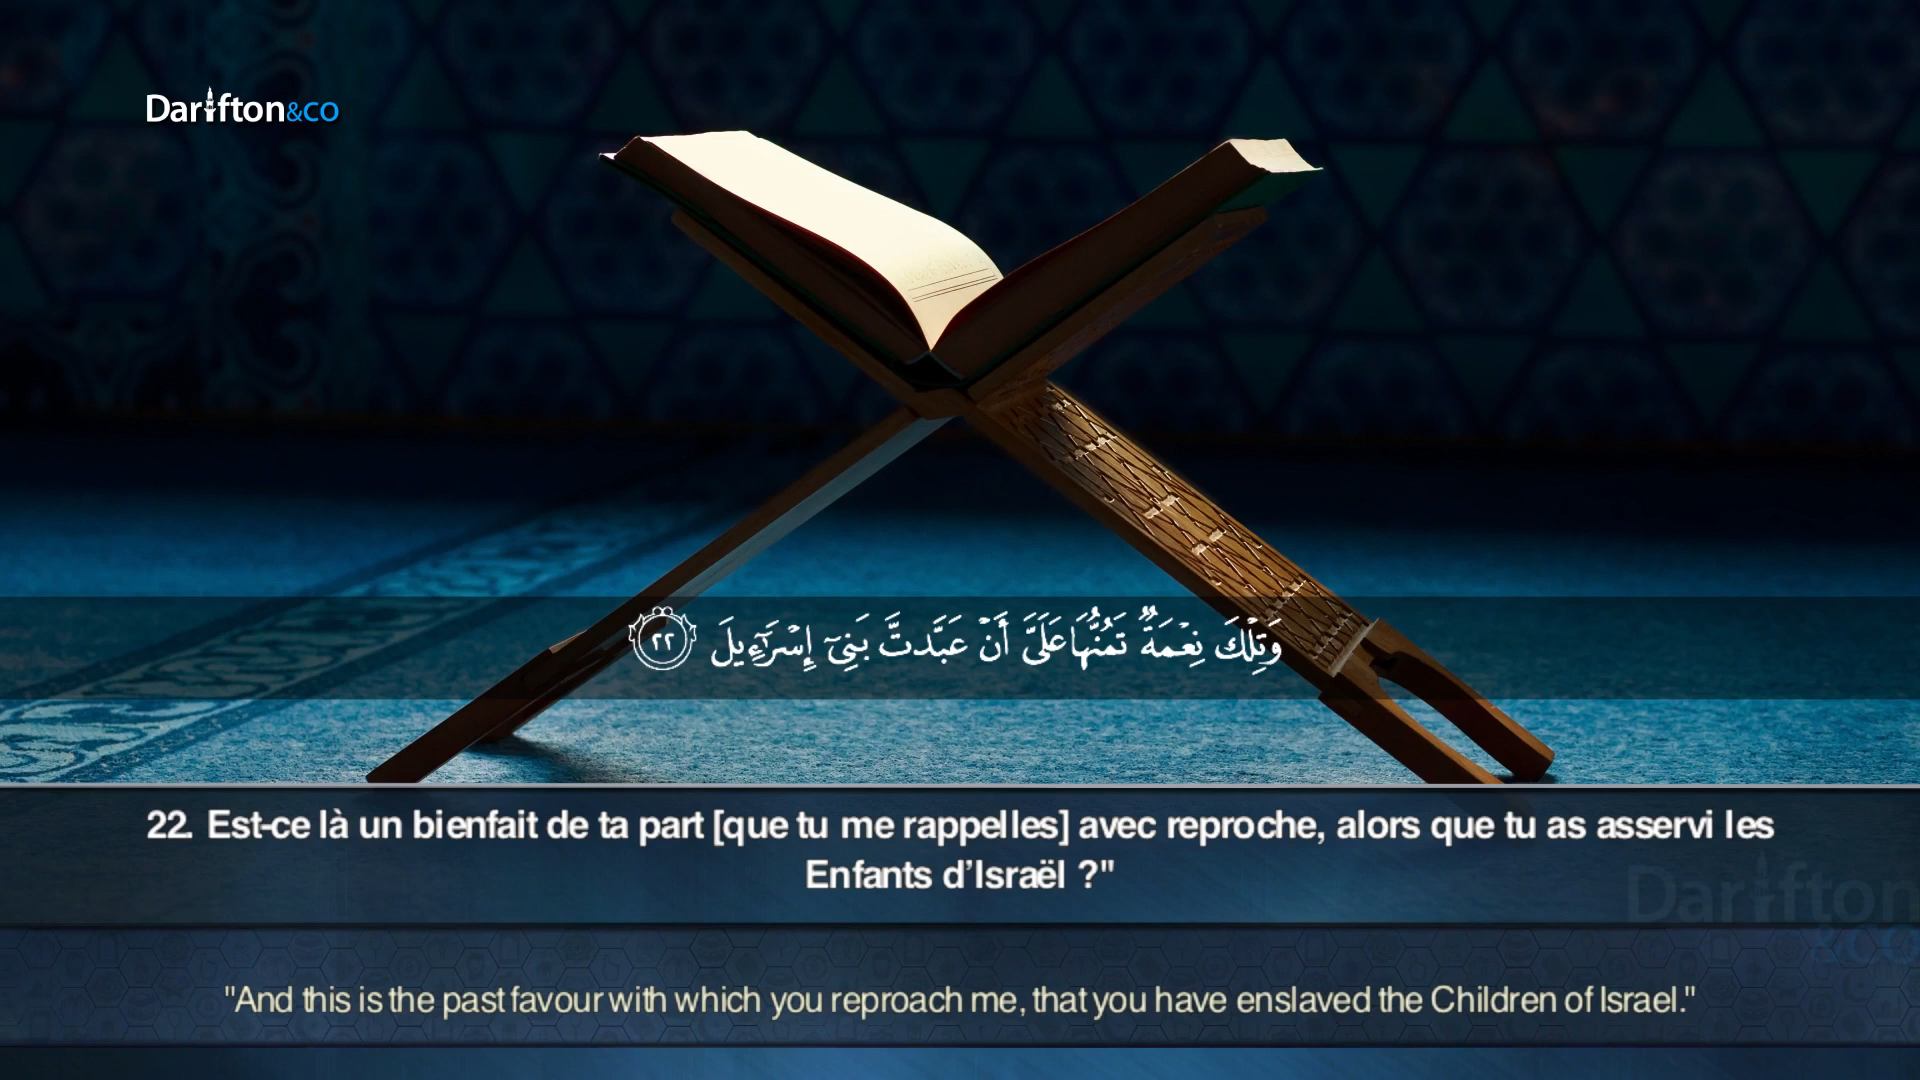 Darifton&CO
وَتِلْكَ نِعْمَةٌ تَمُنُّهَا عَلَيَّ أَنْ عَبَّدتَّ بَنِىٓ إِسْرَٰٓءِيلَ ٢٢
22. Est-ce là un bienfait de ta part [que tu me rappelles] avec reproche, alors que tu as asservi les
Enfants d’Israël ?"
Darifton
&CO
"And this is the past favour with which you reproach me, that you have enslaved the Children of Israel."